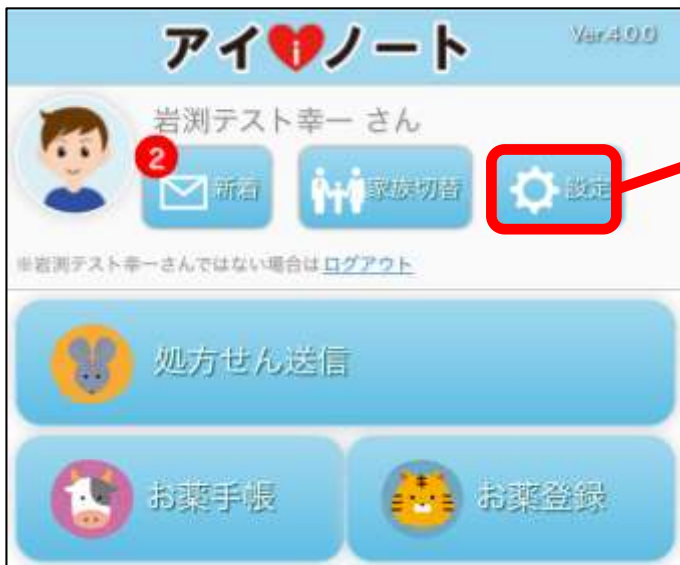 アイiノート
Ver.4.0.0
岩渕テスト幸一 さん
2
新着
家族切替
設定
※岩渕テスト幸一さんではない場合はログアウト
処方せん送信
お薬手帳
お薬登録